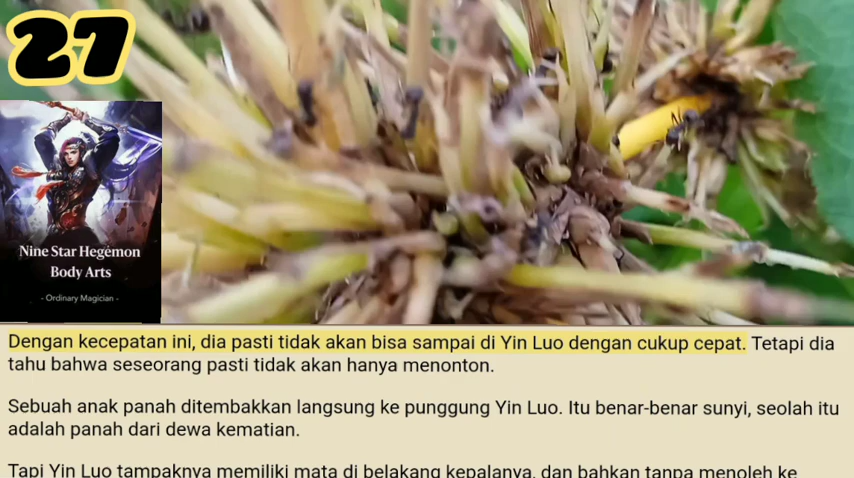 27
Nine Star Hegemon
Body Arts
- Ordinary Magician -
Dengan kecepatan ini, dia pasti tidak akan bisa sampai di Yin Luo dengan cukup cepat. Tetapi dia
tahu bahwa seseorang pasti tidak akan hanya menonton.
Sebuah anak panah ditembakkan langsung ke punggung Yin Luo. Itu benar-benar sunyi, seolah itu
adalah panah dari dewa kematian.
Tapi Yin Luo tampaknya memiliki mata di belakang kepalanya, dan bahkan tanpa menoleh ke